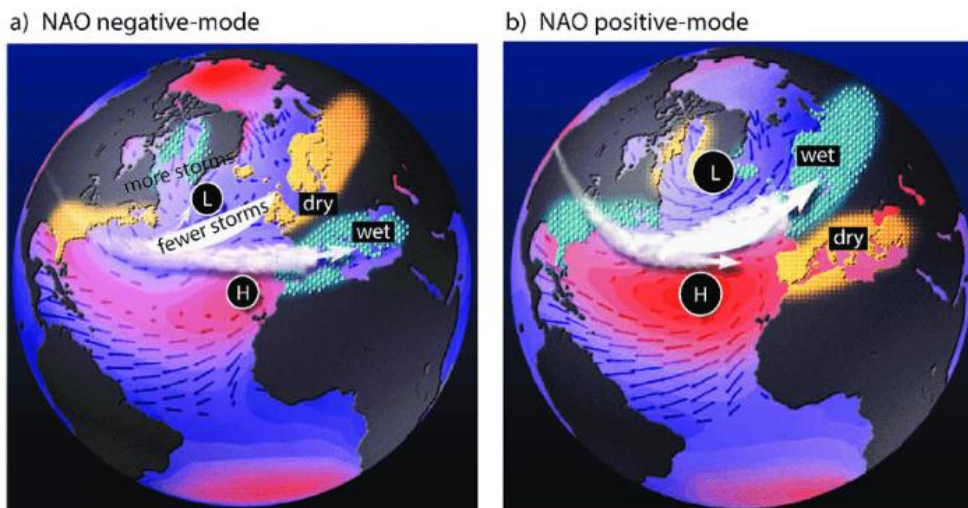 a) NAO negative-mode
more storms
L
fewer storms
dry
wet
H
b) NAO positive-mode
L
wet
dry
H